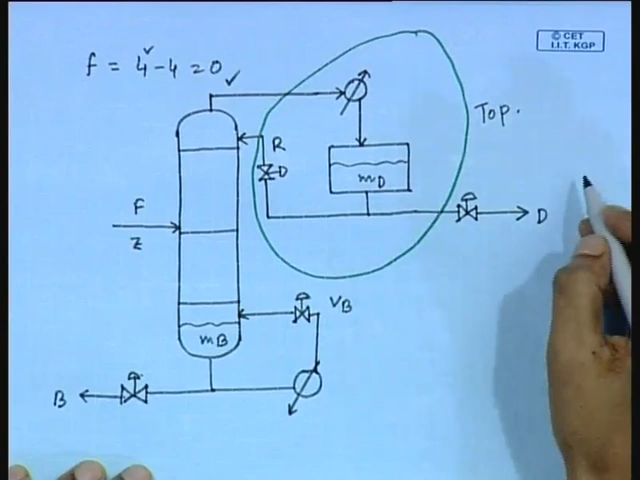 © CET
I.I.T. KGP
f = 4 - 4 = 0
Top.
R
mD
F
Z
D
VB
mB
B